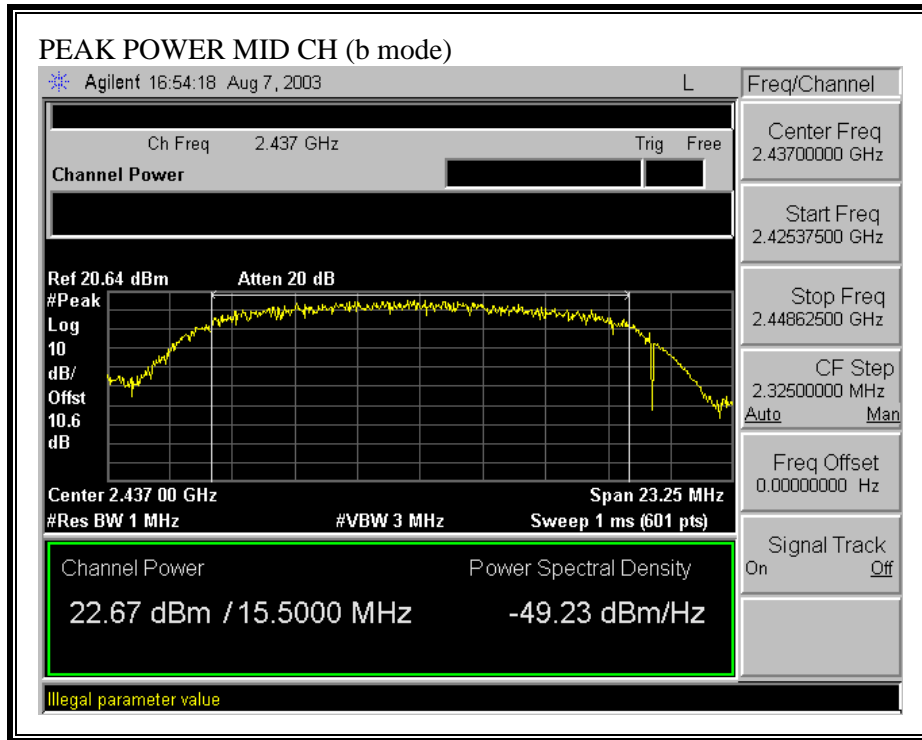 PEAK POWER MID CH (b mode)
Agilent 16:54:18 Aug 7, 2003 L
Freq/Channel
Ch Freq 2.437 GHz Trig Free
Channel Power
Center Freq
2.43700000 GHz
Start Freq
2.42537500 GHz
Stop Freq
2.44862500 GHz
CF Step
2.32500000 MHz
Auto Man
Freq Offset
0.00000000 Hz
Signal Track
On Off
Ref 20.64 dBm Atten 20 dB
#Peak
Log
10
dB/
Offst
10.6
dB
Center 2.437 00 GHz Span 23.25 MHz
#Res BW 1 MHz #VBW 3 MHz Sweep 1 ms (601 pts)
Channel Power Power Spectral Density
22.67 dBm / 15.5000 MHz -49.23 dBm/Hz
Illegal parameter value